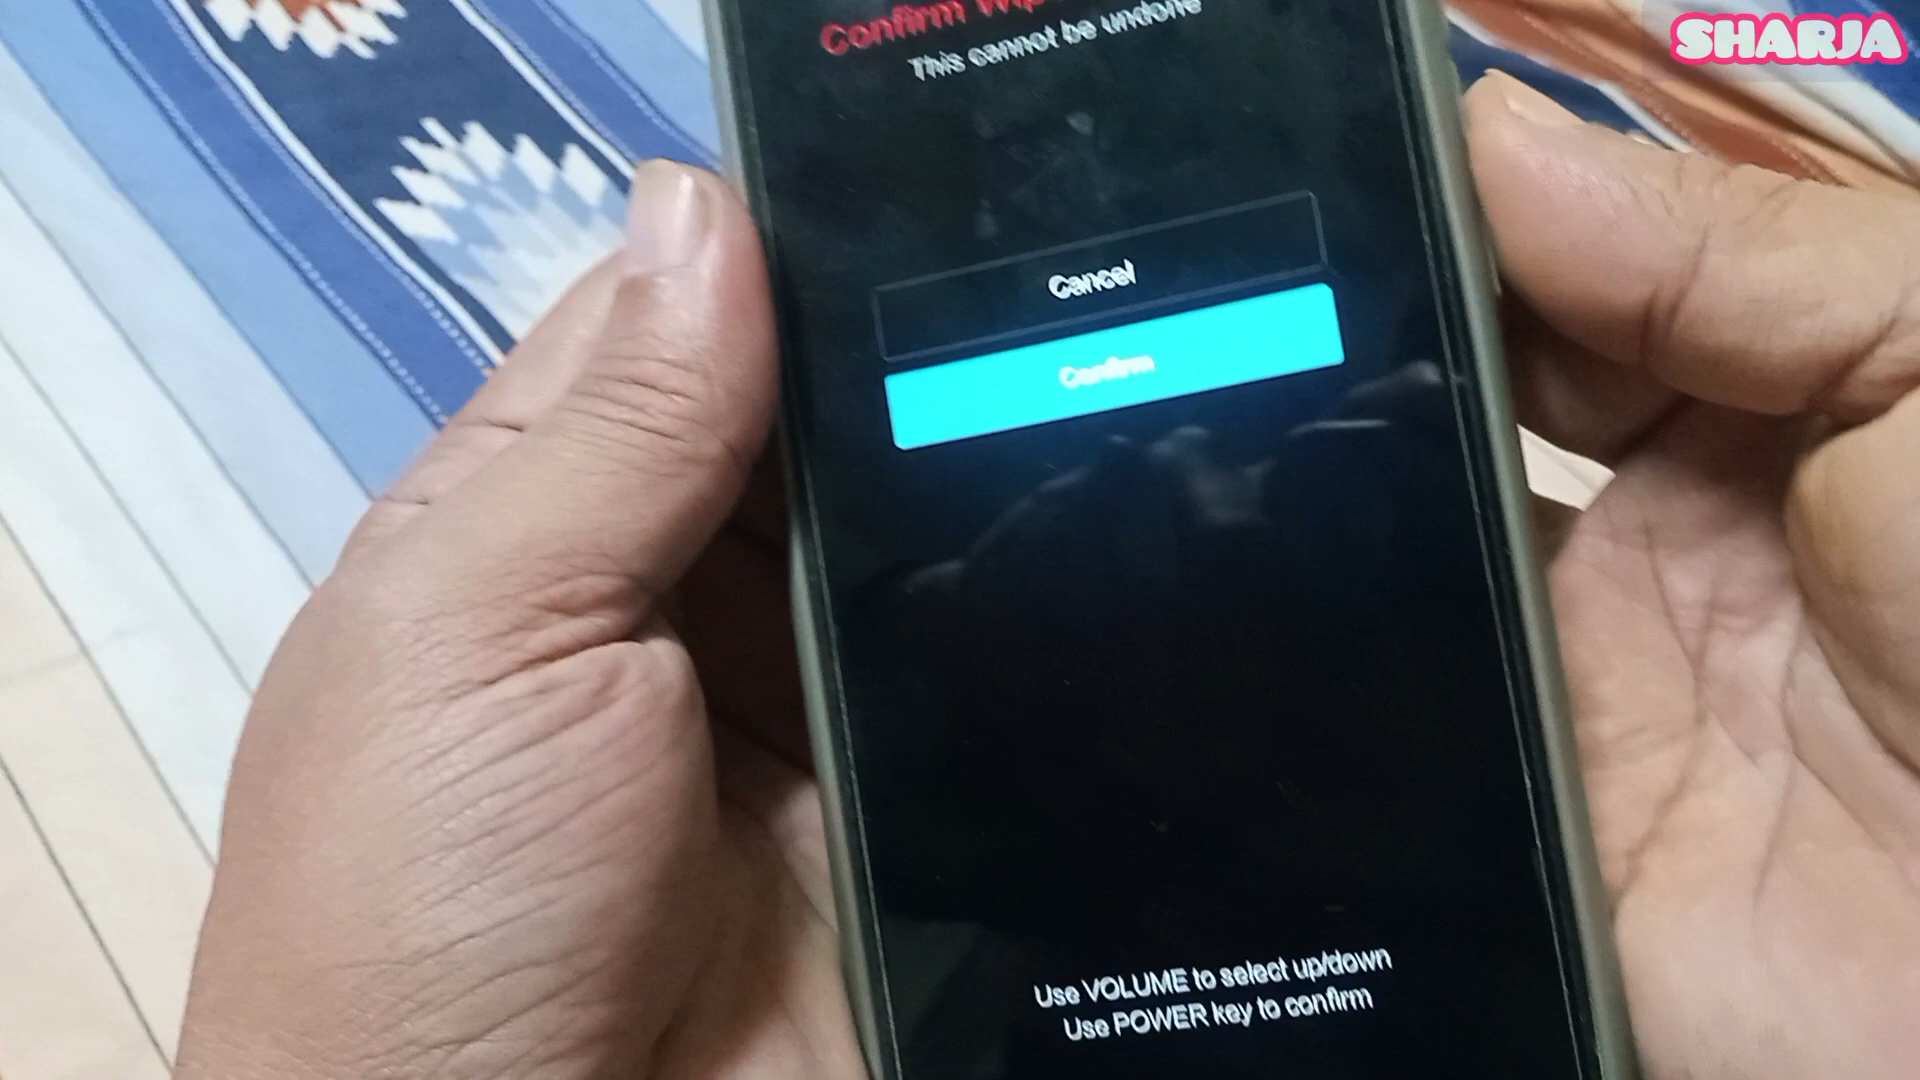 SHARJA
Confirm
This cannot be undone
Cancel
Confirm
Use VOLUME to select up/down
Use POWER key to confirm